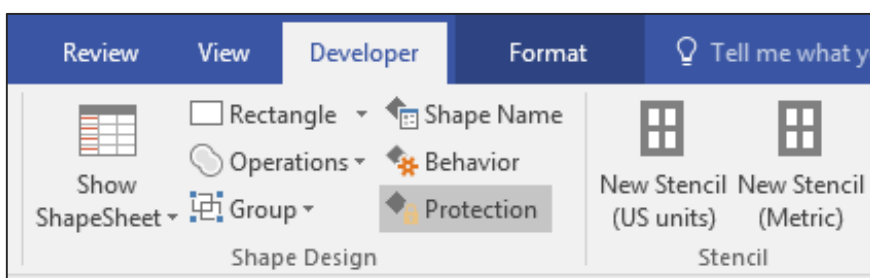 Review View Developer Format Tell me what y
Rectangle Shape Name
Operations Behavior
Show ShapeSheet
Group Protection
New Stencil (US units)
New Stencil (Metric)
Shape Design Stencil